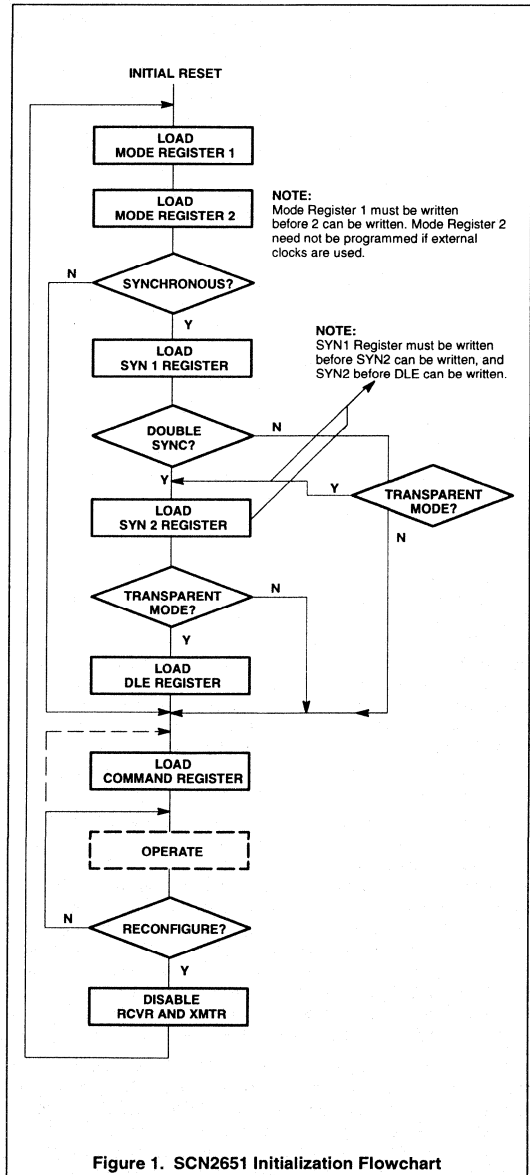 INITIAL RESET
LOAD
MODE REGISTER 1
LOAD
MODE REGISTER 2
NOTE:
Mode Register 1 must be written
before 2 can be written. Mode Register 2
need not be programmed if external
clocks are used.
N
SYNCHRONOUS?
Y
NOTE:
SYN1 Register must be written
before SYN2 can be written, and
SYN2 before DLE can be written.
LOAD
SYN 1 REGISTER
DOUBLE
SYNC?
N
Y
Y
TRANSPARENT
MODE?
LOAD
SYN 2 REGISTER
N
TRANSPARENT
MODE?
N
Y
LOAD
DLE REGISTER
LOAD
COMMAND REGISTER
OPERATE
N
RECONFIGURE?
Y
DISABLE
RCVR AND XMTR
Figure 1. SCN2651 Initialization Flowchart